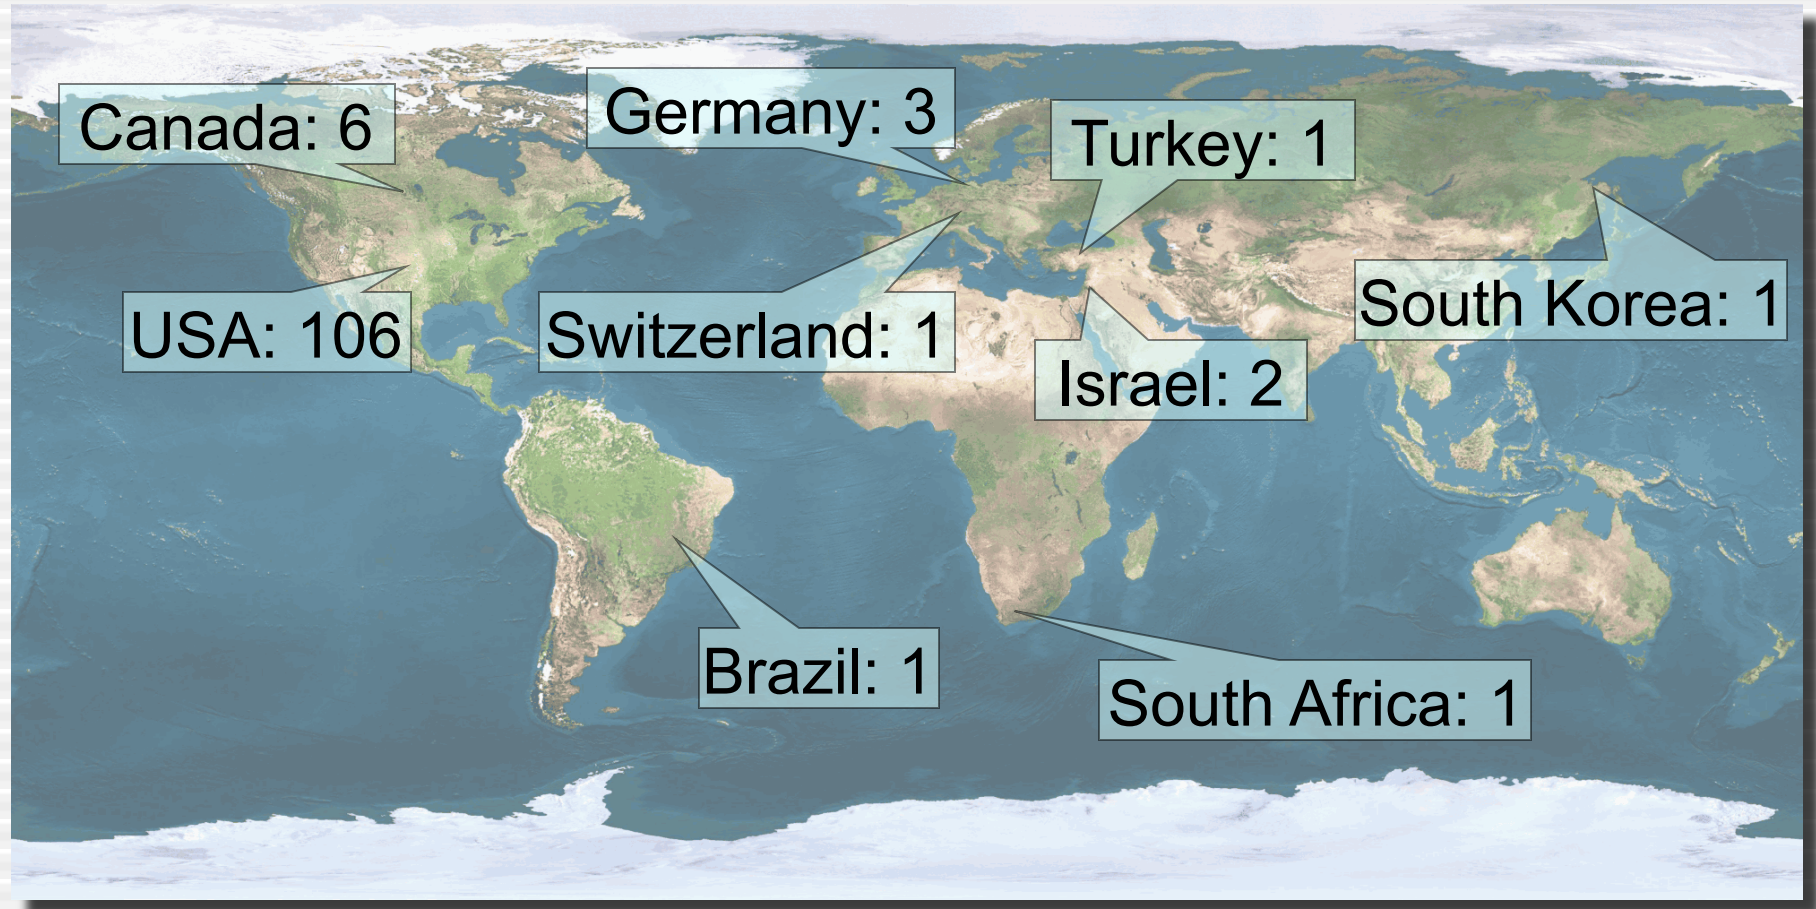 Canada: 6
Germany: 3
Turkey: 1
USA: 106
Switzerland: 1
South Korea: 1
Israel: 2
Brazil: 1
South Africa: 1